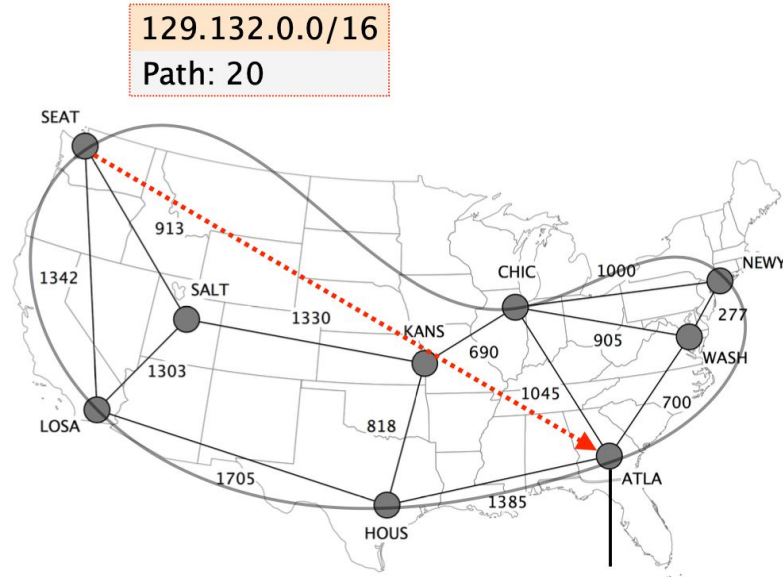 129.132.0.0/16
Path: 20
SEAT
913
CHIC
1000
NEWY
1342
SALT
1330
KANS
277
690
905
WASH
1303
1045
700
LOSA
818
1705
ATLA
1385
HOUS